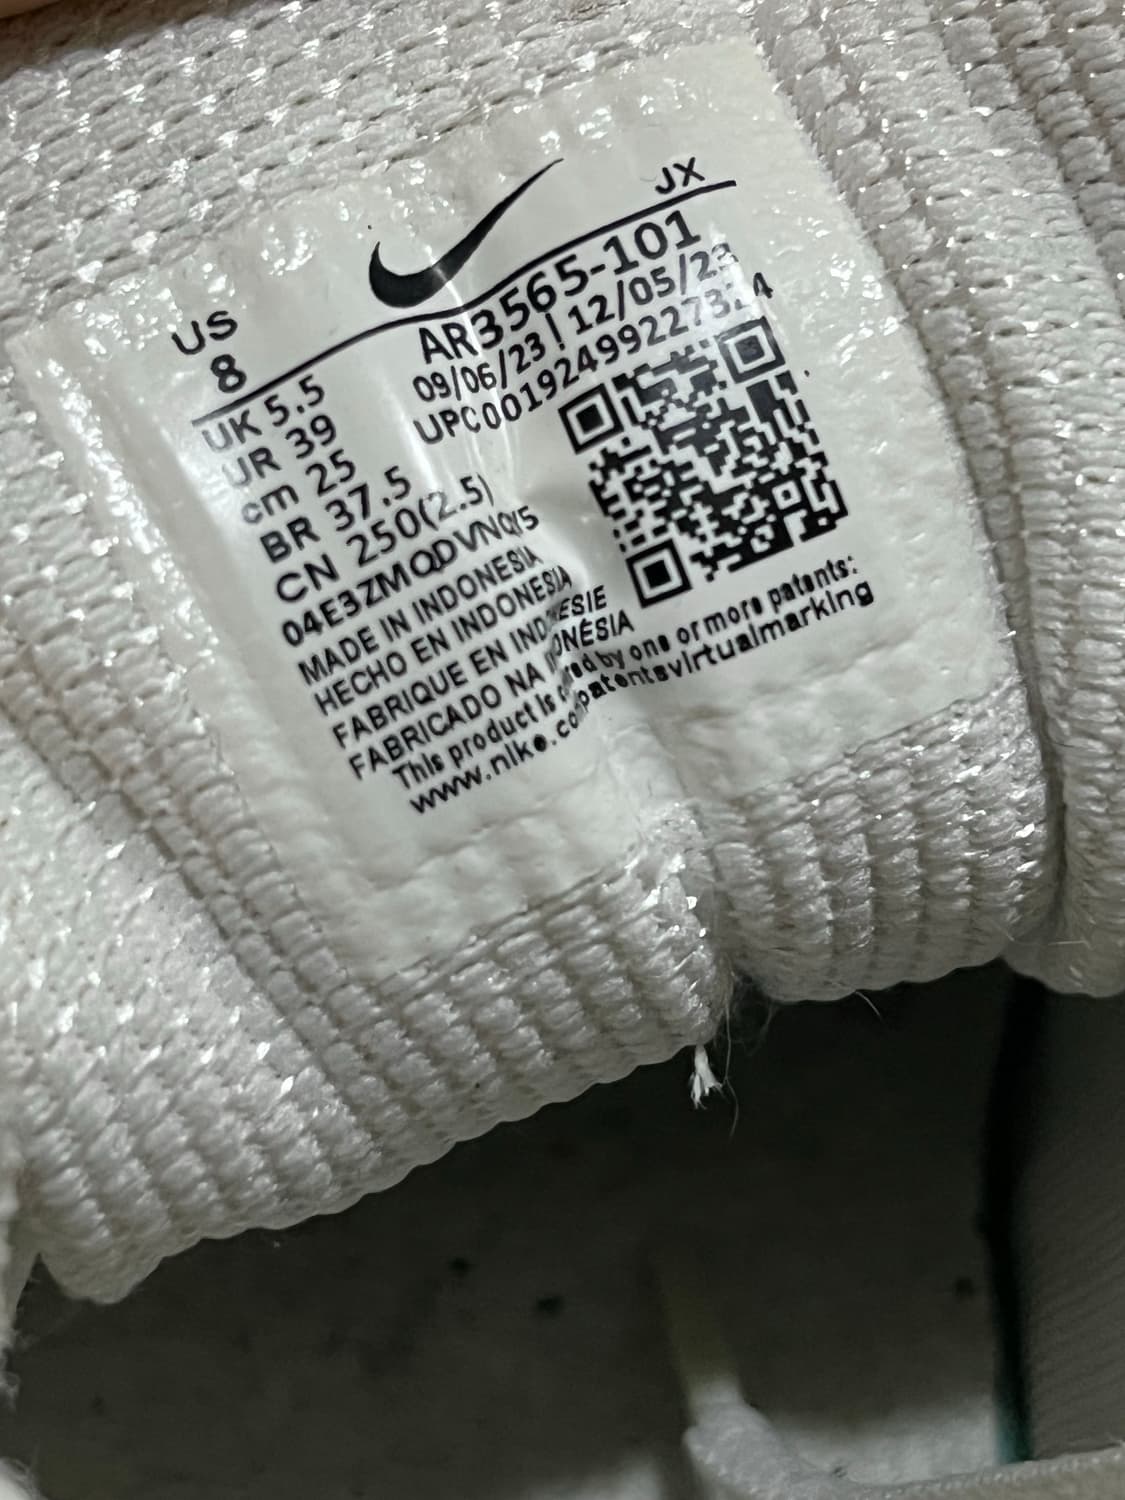 JX
US
8
AR3565-101
09/06/23 | 12/05/23
UK 5.5
UR 39
cm 25
BR 37.5
CN 250(2.5)
MADE IN INDONESIA
HECHO EN INDONESIA
FABRIQUE EN INDONESIE
FABRICADO NA INDONÉSIA
This product is covered by one or more patents:
www.nike.com/patentsvirtualmarking